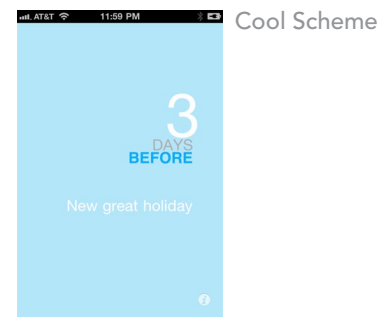 AT&T 11:59 PM
Cool Scheme
3
DAYS
BEFORE
New great holiday
i